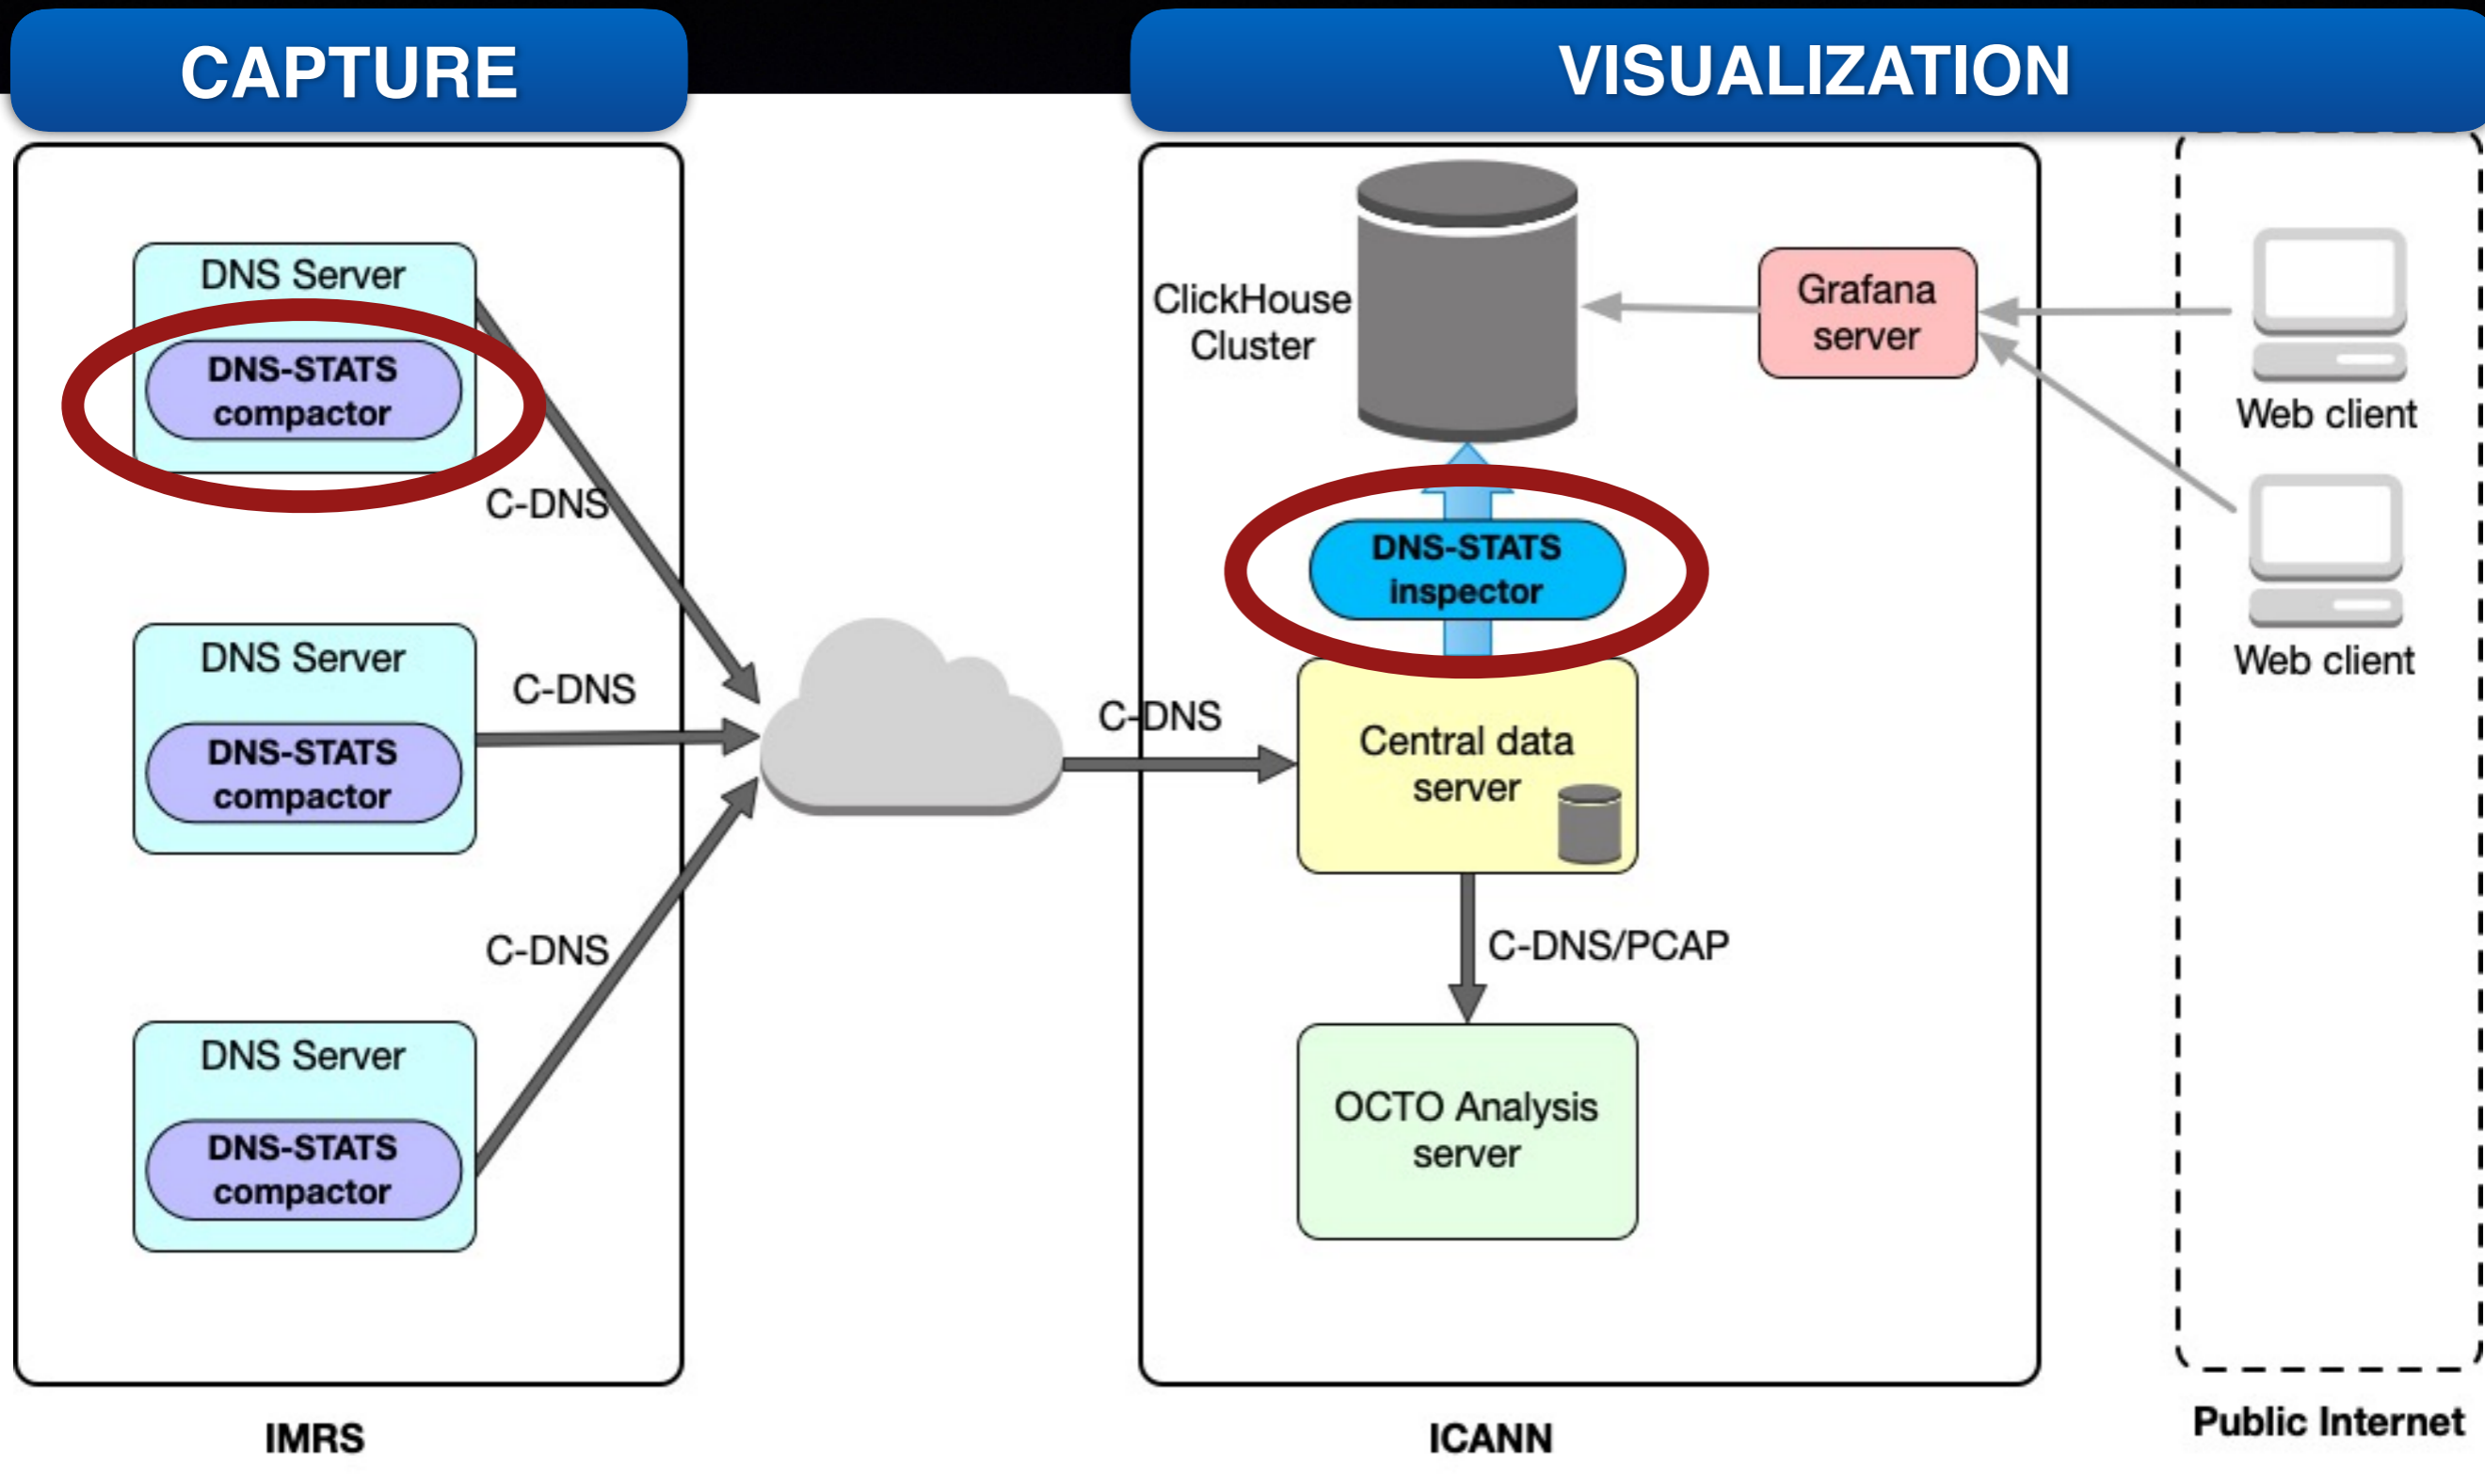 CAPTURE
VISUALIZATION
DNS Server
DNS-STATS
compactor
C-DNS
DNS Server
DNS-STATS
compactor
C-DNS
DNS Server
DNS-STATS
compactor
C-DNS
IMRS
C-DNS
ClickHouse
Cluster
Grafana
server
DNS-STATS
inspector
Central data
server
C-DNS/PCAP
OCTO Analysis
server
ICANN
Web client
Web client
Public Internet